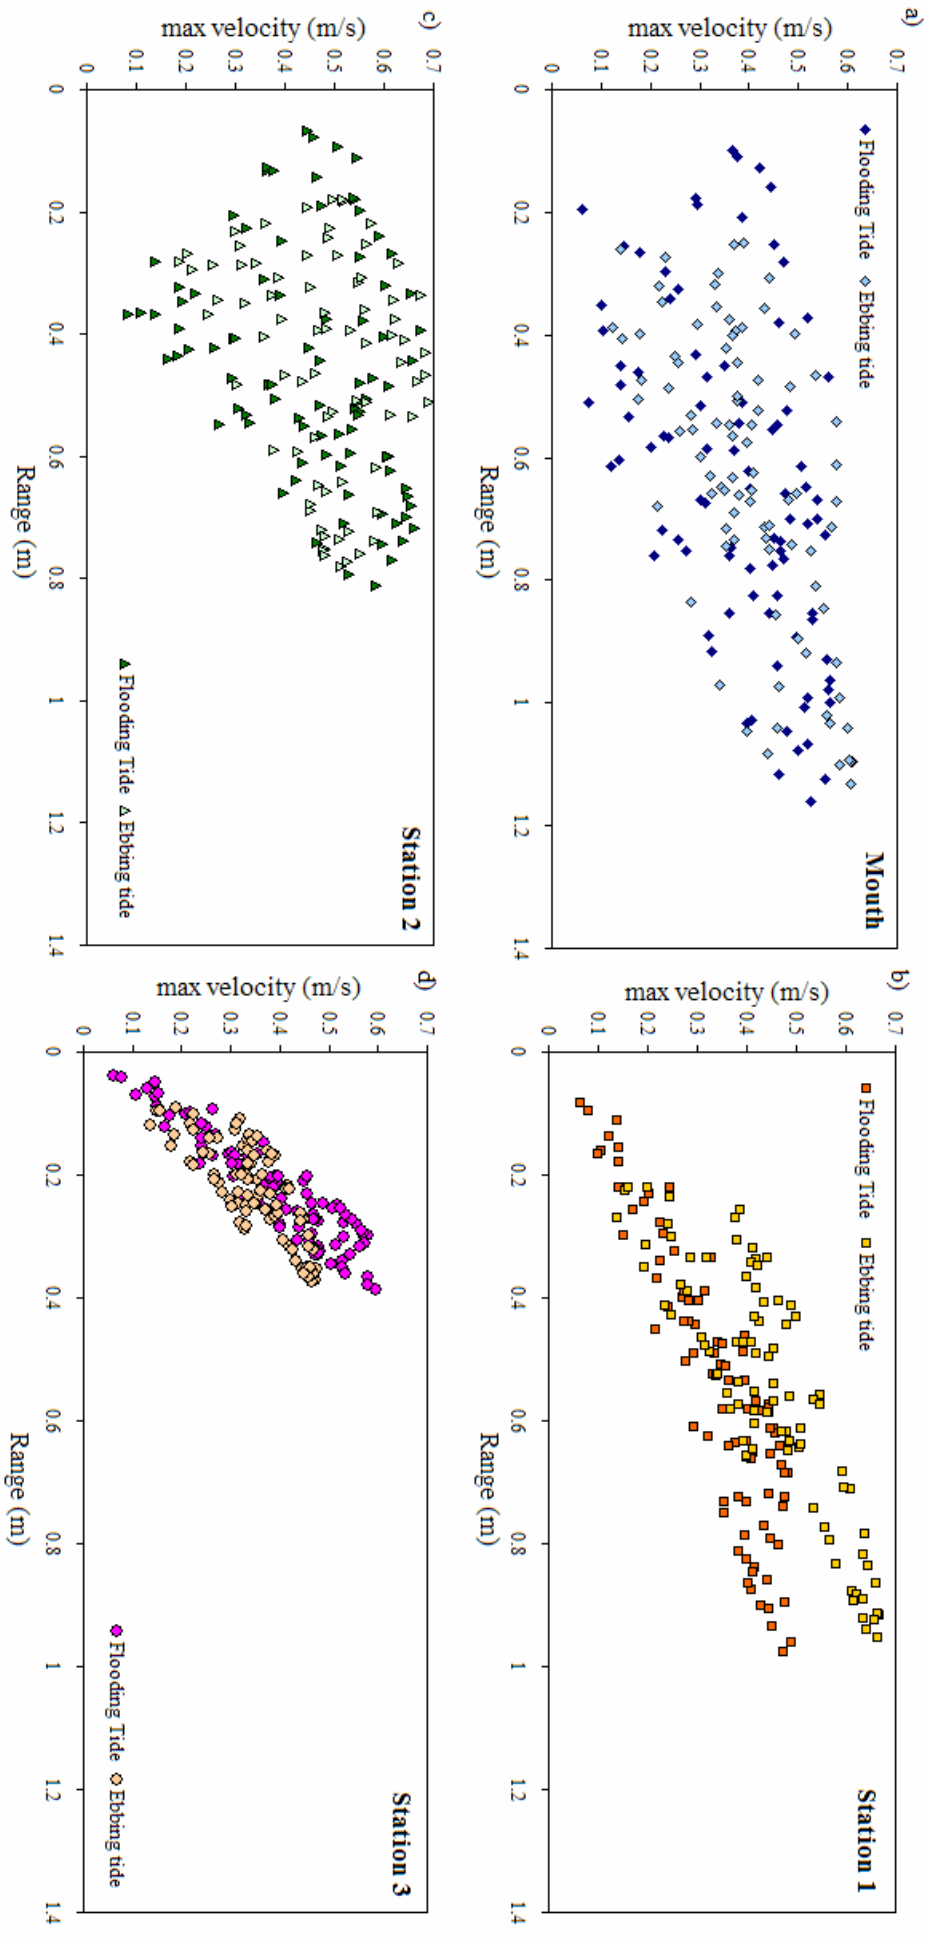 a)
Mouth
Flooding Tide Ebbing tide
max velocity (m/s)
0.7
0.6
0.5
0.4
0.3
0.2
0.1
0
0 0.2 0.4 0.6 0.8 1 1.2 1.4
Range (m)
b)
Station 1
Flooding Tide Ebbing tide
max velocity (m/s)
0.7
0.6
0.5
0.4
0.3
0.2
0.1
0
0 0.2 0.4 0.6 0.8 1 1.2 1.4
Range (m)
c)
Station 2
max velocity (m/s)
0.7
0.6
0.5
0.4
0.3
0.2
0.1
0
Flooding Tide Ebbing tide
0 0.2 0.4 0.6 0.8 1 1.2 1.4
Range (m)
d)
Station 3
max velocity (m/s)
0.7
0.6
0.5
0.4
0.3
0.2
0.1
0
Flooding Tide Ebbing tide
0 0.2 0.4 0.6 0.8 1 1.2 1.4
Range (m)